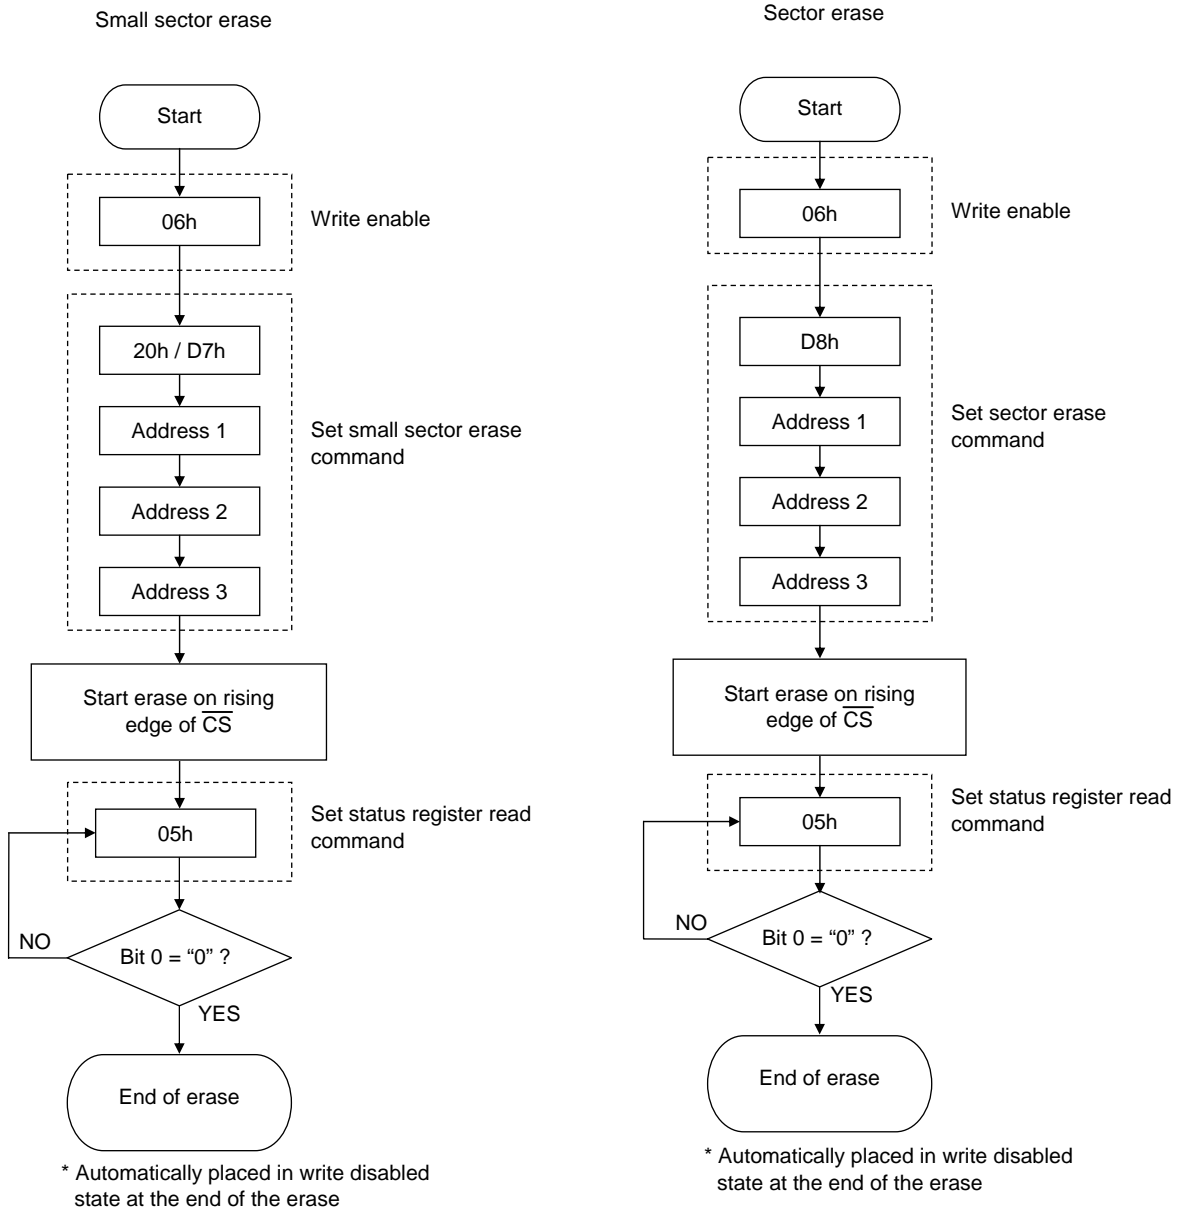 Small sector erase
Start
06h
Write enable
20h / D7h
Address 1
Address 2
Address 3
Set small sector erase
command
Start erase on rising
edge of C̅S̅
05h
Set status register read
command
Bit 0 = “0” ?
NO
YES
End of erase
* Automatically placed in write disabled
state at the end of the erase
Sector erase
Start
06h
Write enable
D8h
Address 1
Address 2
Address 3
Set sector erase
command
Start erase on rising
edge of C̅S̅
05h
Set status register read
command
Bit 0 = “0” ?
NO
YES
End of erase
* Automatically placed in write disabled
state at the end of the erase